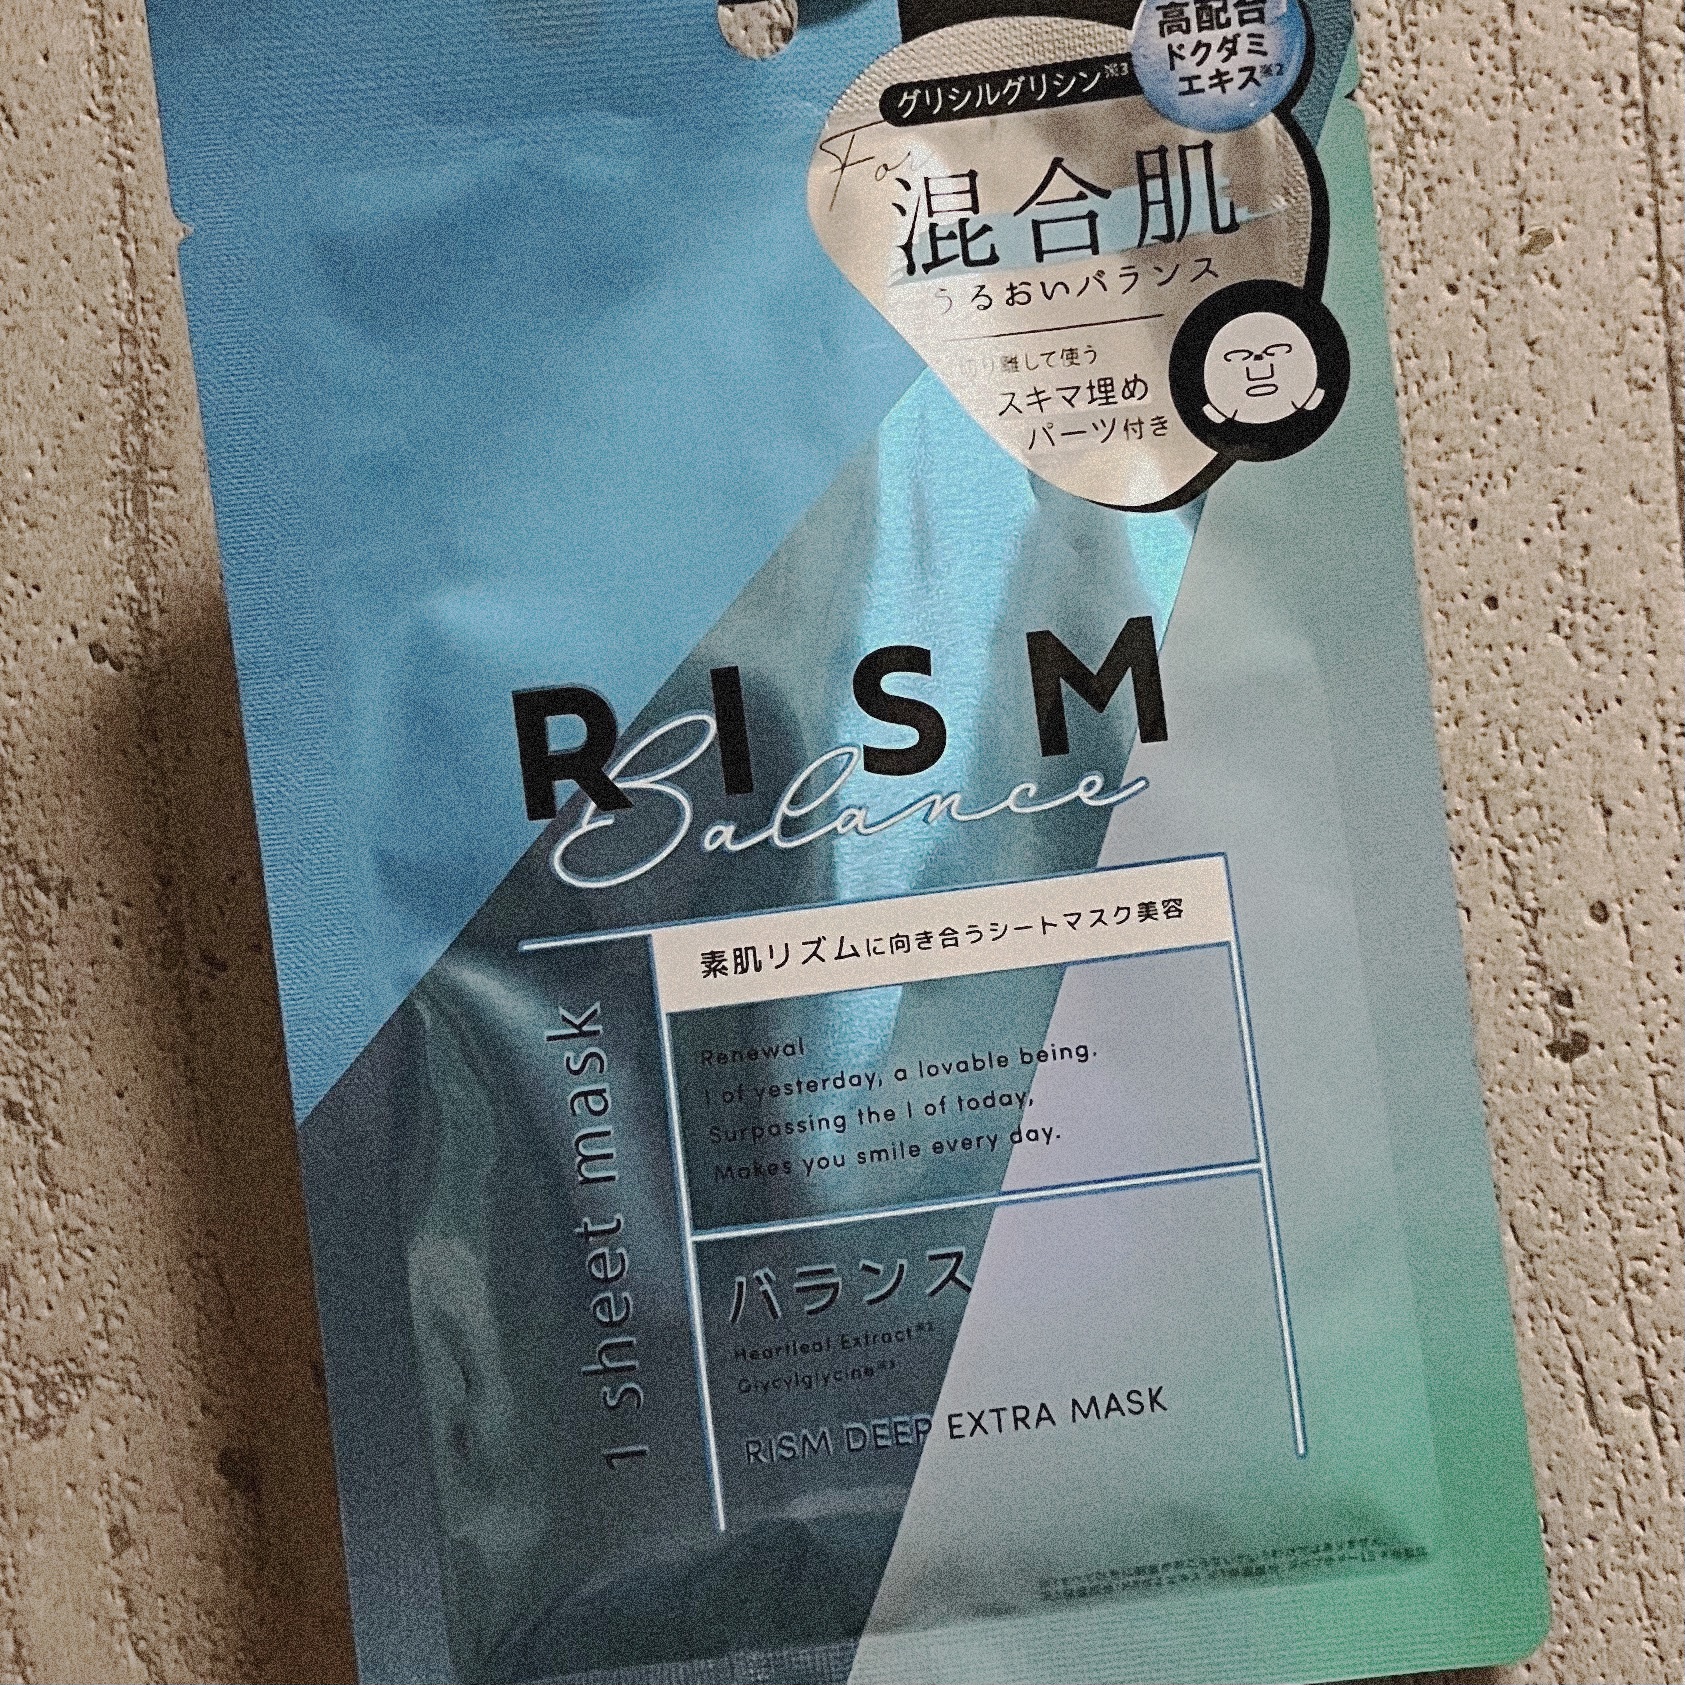 高配合
ドクダミ
エキス※2
グリシルグリシン※3
For
混合肌
うるおいバランス
切り離して使う
スキマ埋め
パーツ付き
RISM
Balance
素肌リズムに向き合うシートマスク美容
1 sheet mask
Renewal
I of yesterday, a lovable being.
Surpassing the I of today,
Makes you smile every day.
バランス
Heartleaf Extract※2
Glycylglycine※3
RISM DEEP EXTRA MASK